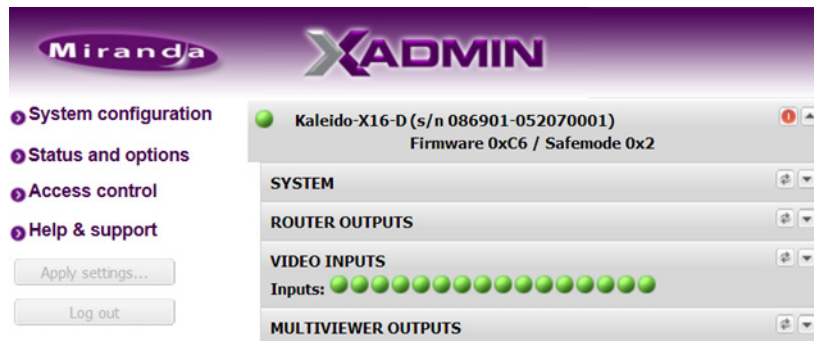 Miranda
XADMIN
System configuration
Status and options
Access control
Help & support
Apply settings...
Log out
Kaleido-X16-D (s/n 086901-052070001)
Firmware 0xC6 / Safemode 0x2
SYSTEM
ROUTER OUTPUTS
VIDEO INPUTS
Inputs:
MULTIVIEWER OUTPUTS